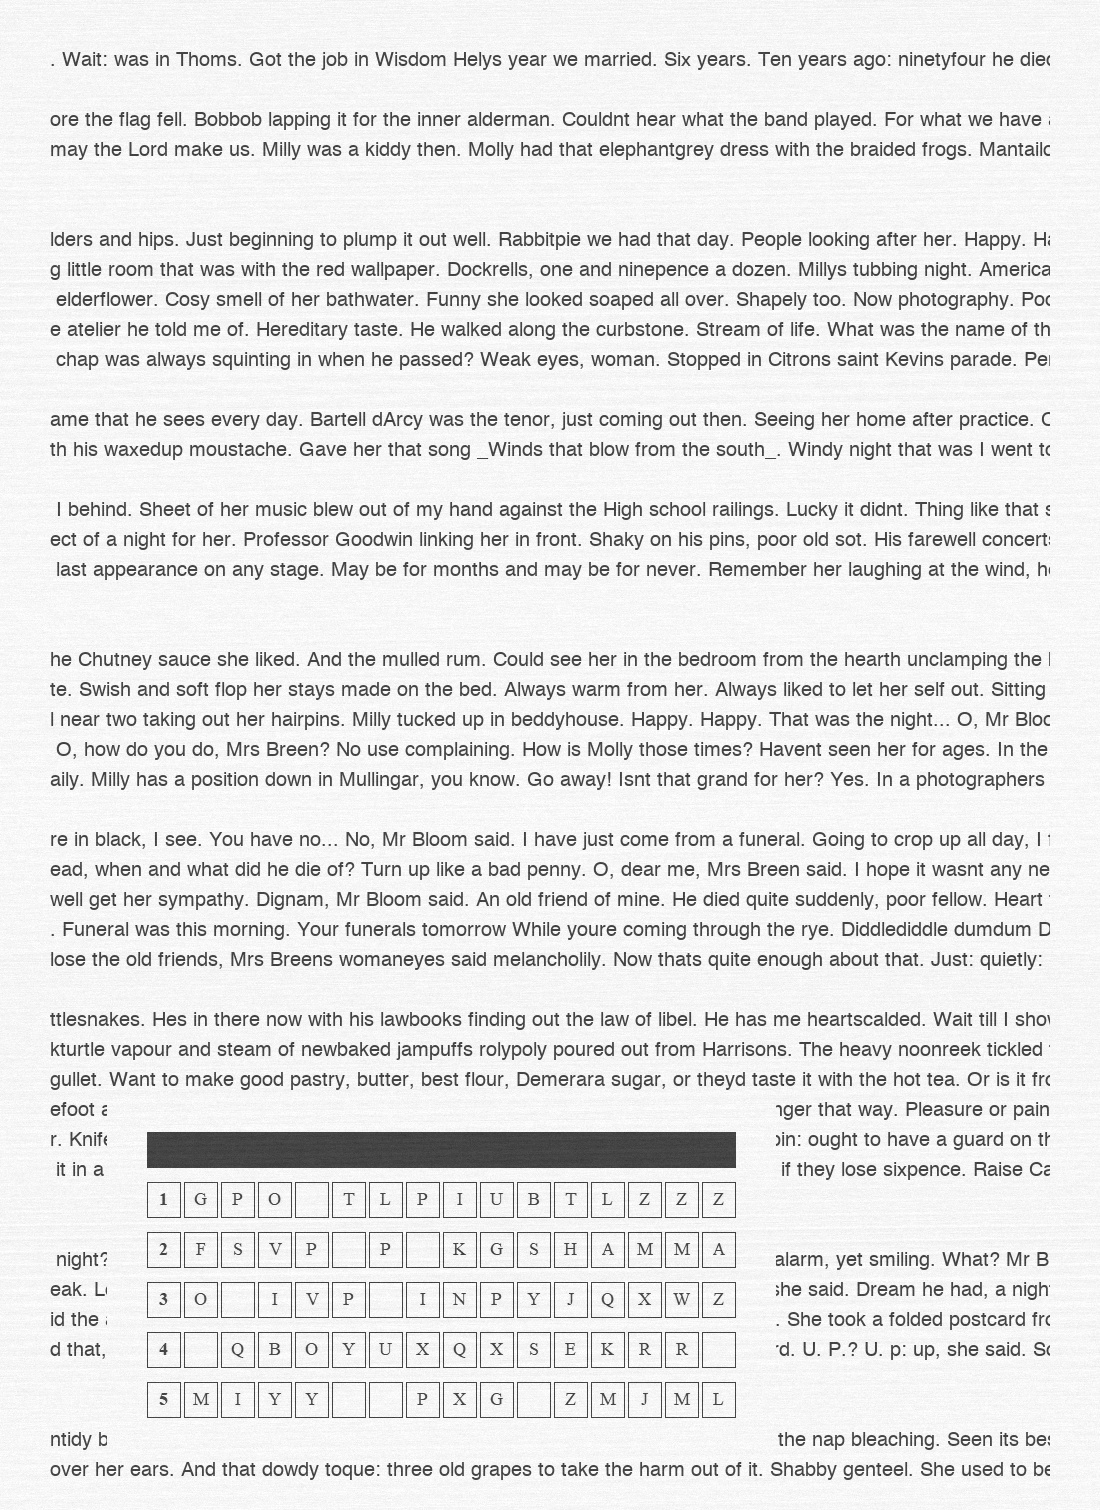 . Wait: was in Thoms. Got the job in Wisdom Helys year we married. Six years. Ten years ago: ninetyfour he died
ore the flag fell. Bobbob lapping it for the inner alderman. Couldnt hear what the band played. For what we have
may the Lord make us. Milly was a kiddy then. Molly had that elephantgrey dress with the braided frogs. Mantailo
lders and hips. Just beginning to plump it out well. Rabbitpie we had that day. People looking after her. Happy. Ha
g little room that was with the red wallpaper. Dockrells, one and ninepence a dozen. Millys tubbing night. America
elderflower. Cosy smell of her bathwater. Funny she looked soaped all over. Shapely too. Now photography. Poo
e atelier he told me of. Hereditary taste. He walked along the curbstone. Stream of life. What was the name of th
chap was always squinting in when he passed? Weak eyes, woman. Stopped in Citrons saint Kevins parade. Pe
ame that he sees every day. Bartell dArcy was the tenor, just coming out then. Seeing her home after practice. C
th his waxedup moustache. Gave her that song _Winds that blow from the south_. Windy night that was I went to
I behind. Sheet of her music blew out of my hand against the High school railings. Lucky it didnt. Thing like that s
ect of a night for her. Professor Goodwin linking her in front. Shaky on his pins, poor old sot. His farewell concerts
last appearance on any stage. May be for months and may be for never. Remember her laughing at the wind, he
he Chutney sauce she liked. And the mulled rum. Could see her in the bedroom from the hearth unclamping the
te. Swish and soft flop her stays made on the bed. Always warm from her. Always liked to let her self out. Sitting
l near two taking out her hairpins. Milly tucked up in beddyhouse. Happy. Happy. That was the night... O, Mr Bloo
O, how do you do, Mrs Breen? No use complaining. How is Molly those times? Havent seen her for ages. In the
aily. Milly has a position down in Mullingar, you know. Go away! Isnt that grand for her? Yes. In a photographers
re in black, I see. You have no... No, Mr Bloom said. I have just come from a funeral. Going to crop up all day, I f
ead, when and what did he die of? Turn up like a bad penny. O, dear me, Mrs Breen said. I hope it wasnt any ne
well get her sympathy. Dignam, Mr Bloom said. An old friend of mine. He died quite suddenly, poor fellow. Heart
. Funeral was this morning. Your funerals tomorrow While youre coming through the rye. Diddlediddle dumdum D
lose the old friends, Mrs Breens womaneyes said melancholily. Now thats quite enough about that. Just: quietly:
ttlesnakes. Hes in there now with his lawbooks finding out the law of libel. He has me heartscalded. Wait till I show
kturtle vapour and steam of newbaked jampuffs rolypoly poured out from Harrisons. The heavy noonreek tickled
gullet. Want to make good pastry, butter, best flour, Demerara sugar, or theyd taste it with the hot tea. Or is it fro
efoot a nger that way. Pleasure or pain
r. Knife pin: ought to have a guard on th
it in a if they lose sixpence. Raise Ca
1 G P O T L P I U B T L Z Z Z
2 F S V P P K G S H A M M A
3 O I V P I N P Y J Q X W Z
4 Q B O Y U X Q X S E K R R
5 M I Y Y P X G Z M J M L
night? alarm, yet smiling. What? Mr B
eak. Le she said. Dream he had, a nigh
id the . She took a folded postcard fro
d that, rd. U. P.? U. p: up, she said. So
ntidy b the nap bleaching. Seen its bes
over her ears. And that dowdy toque: three old grapes to take the harm out of it. Shabby genteel. She used to be